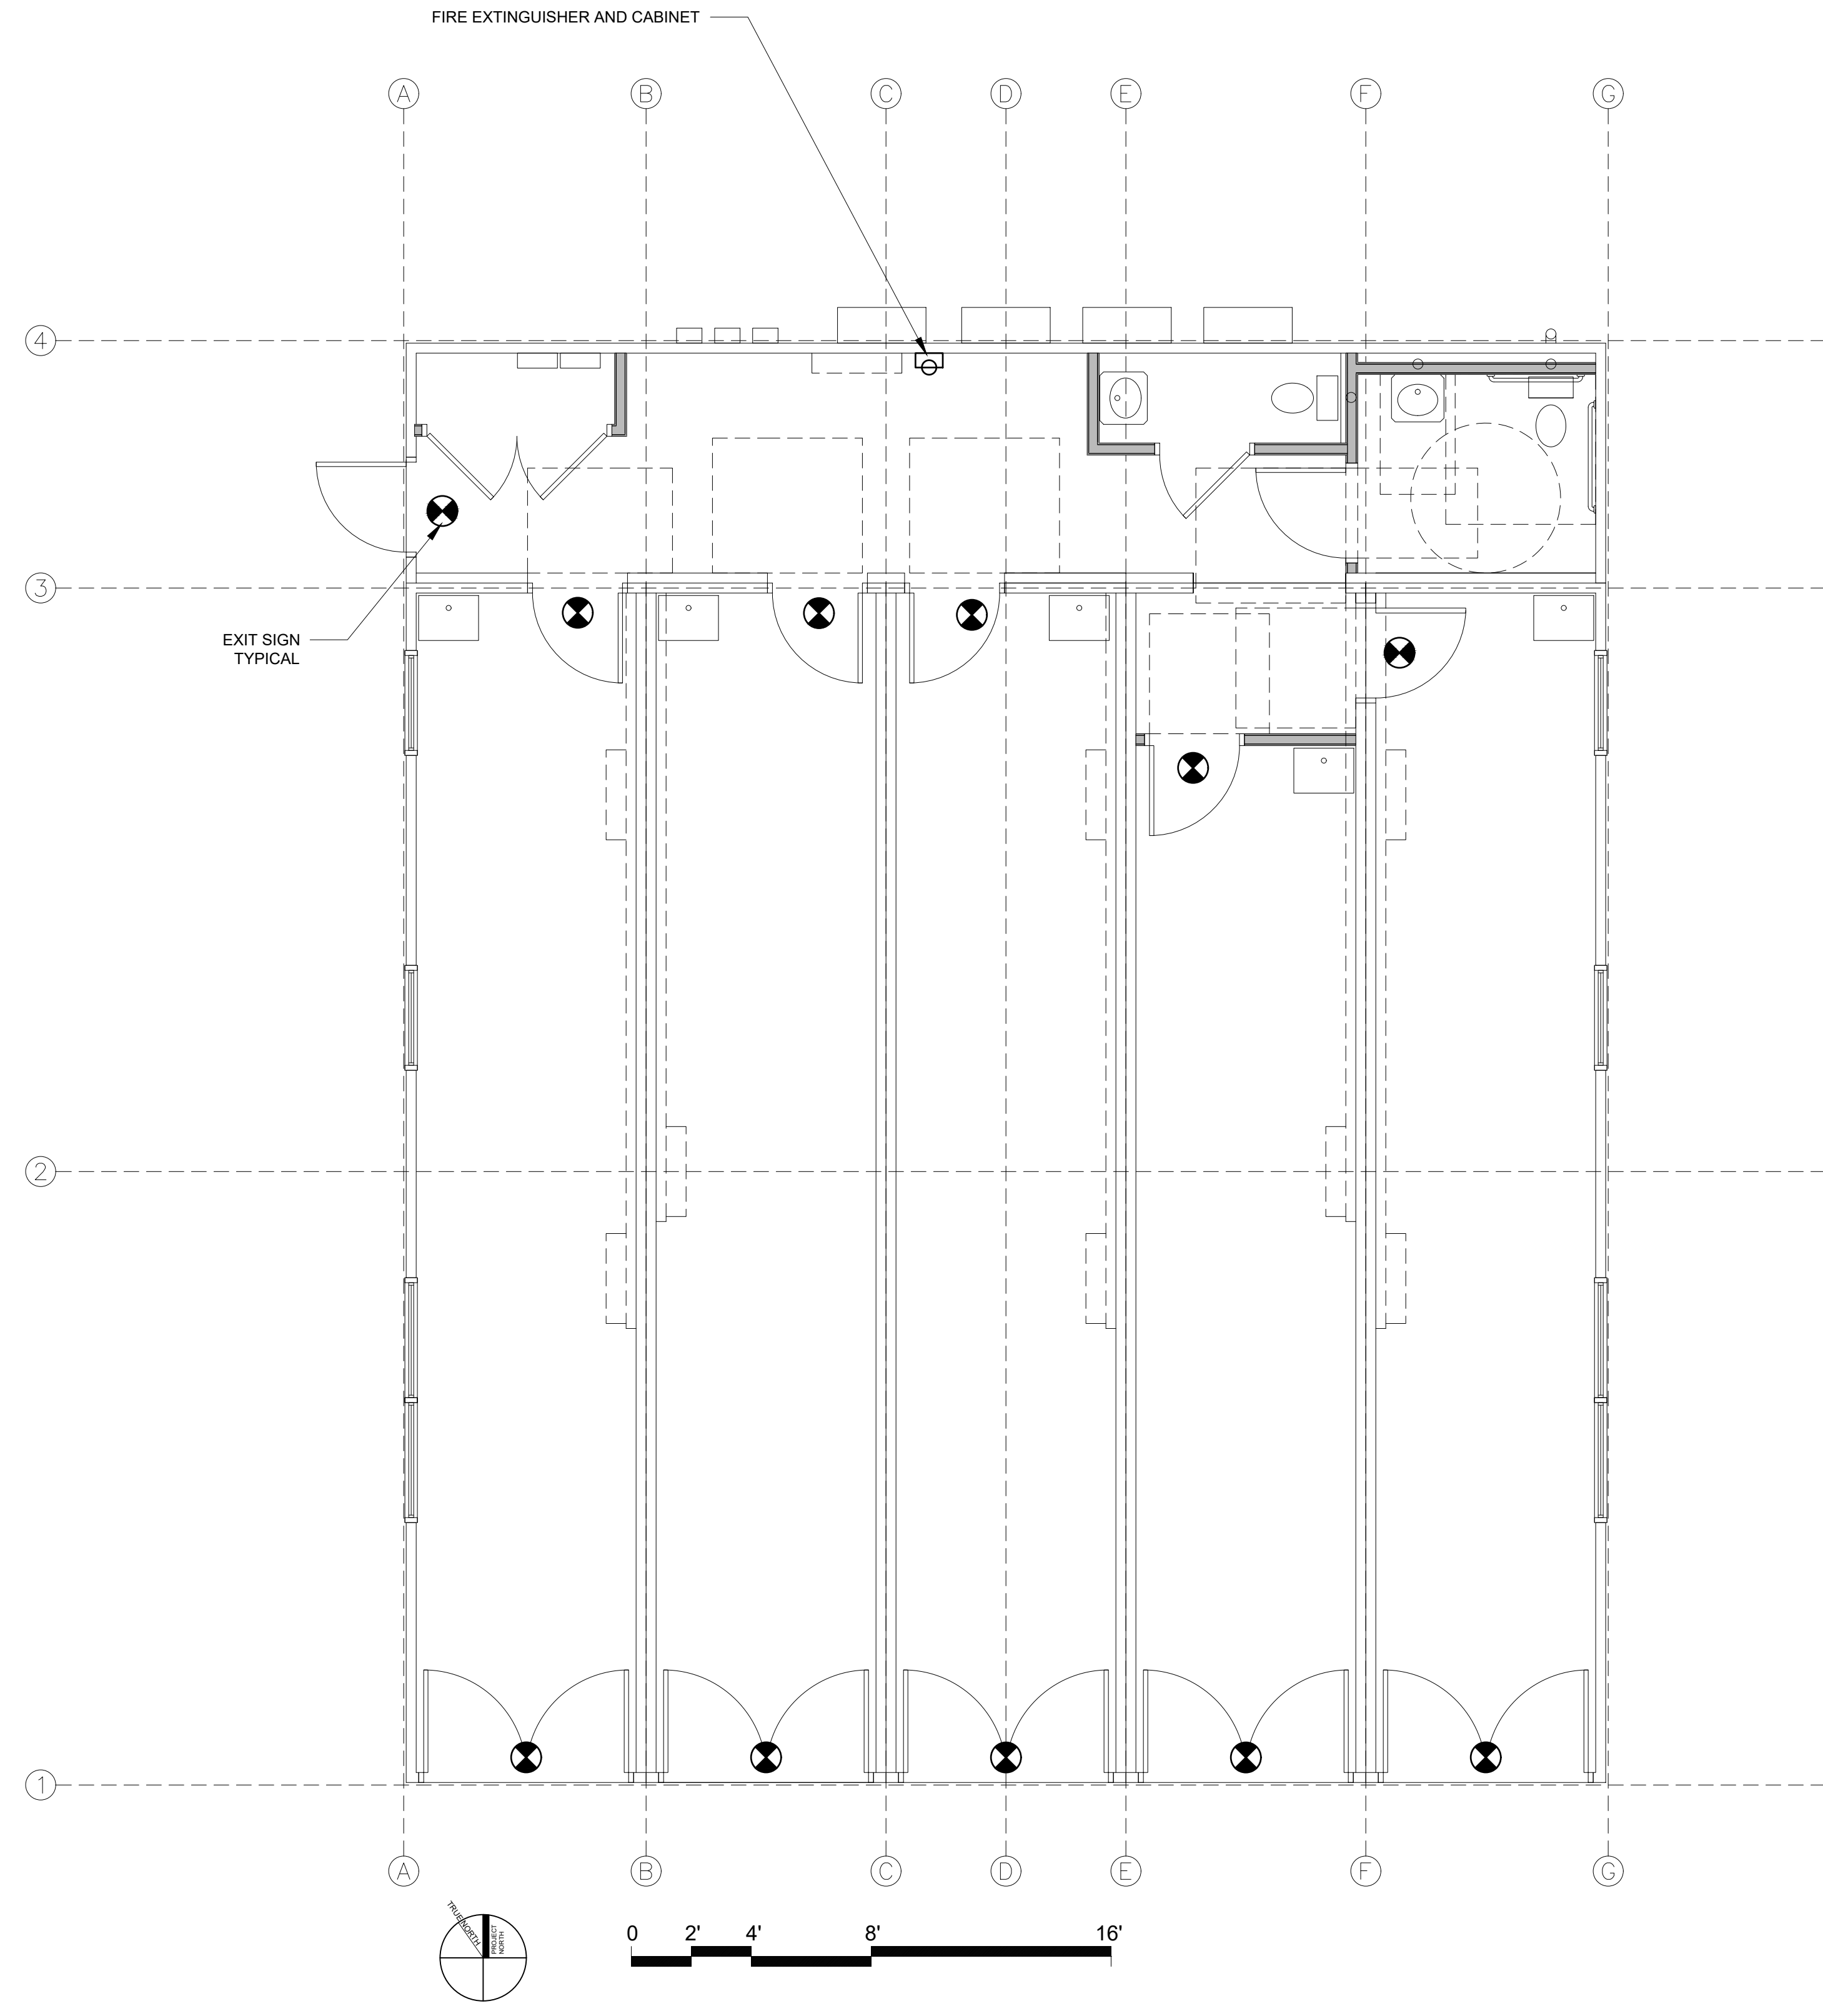 FIRE EXTINGUISHER AND CABINET
A B C D E F G
4
3
EXIT SIGN
TYPICAL
2
1
A B C D E F G
TRUE NORTH
PROJECT
NORTH
0 2' 4' 8' 16'